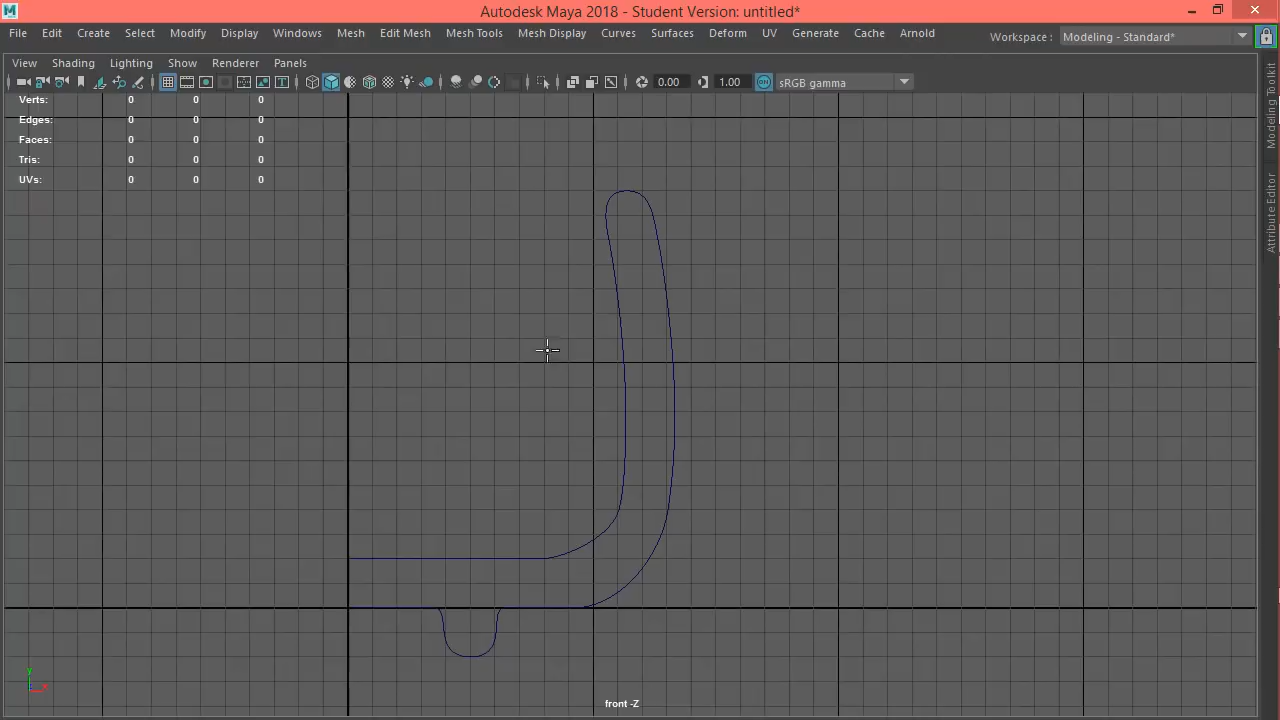 Autodesk Maya 2018 - Student Version: untitled*
File Edit Create Select Modify Display Windows Mesh Edit Mesh Mesh Tools Mesh Display Curves Surfaces Deform UV Generate Cache Arnold Workspace : Modeling - Standard*
View Shading Lighting Show Renderer Panels
0.00 1.00 ON sRGB gamma
Verts: 0 0 0
Edges: 0 0 0
Faces: 0 0 0
Tris: 0 0 0
UVs: 0 0 0
Modeling Toolkit
Attribute Editor
y
x
front -Z